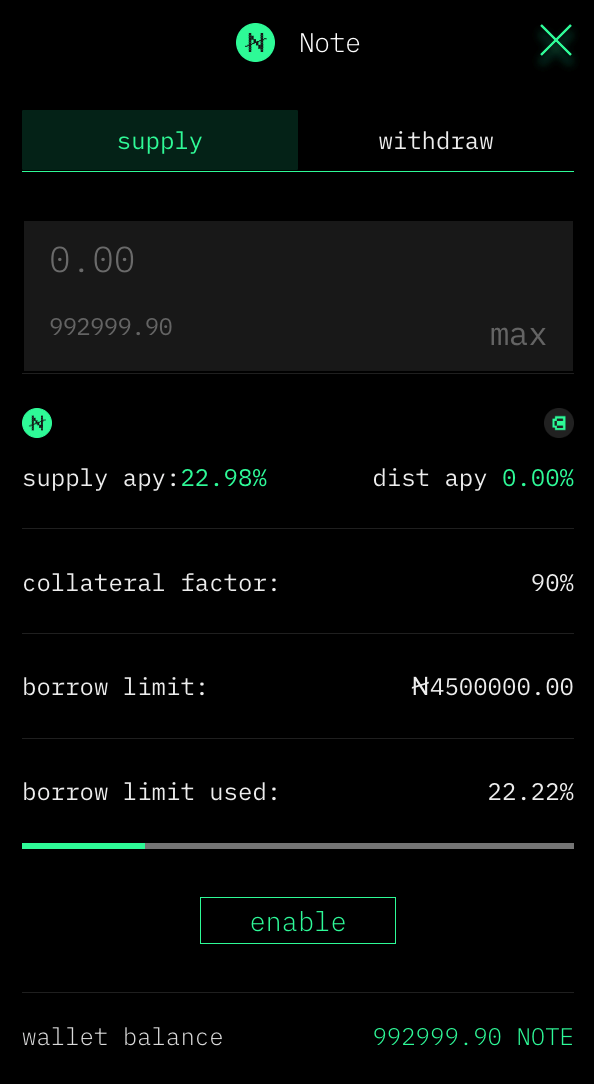 Note
supply withdraw
0.00
992999.90 max
supply apy:22.98% dist apy 0.00%
collateral factor: 90%
borrow limit: ₦4500000.00
borrow limit used: 22.22%
enable
wallet balance 992999.90 NOTE